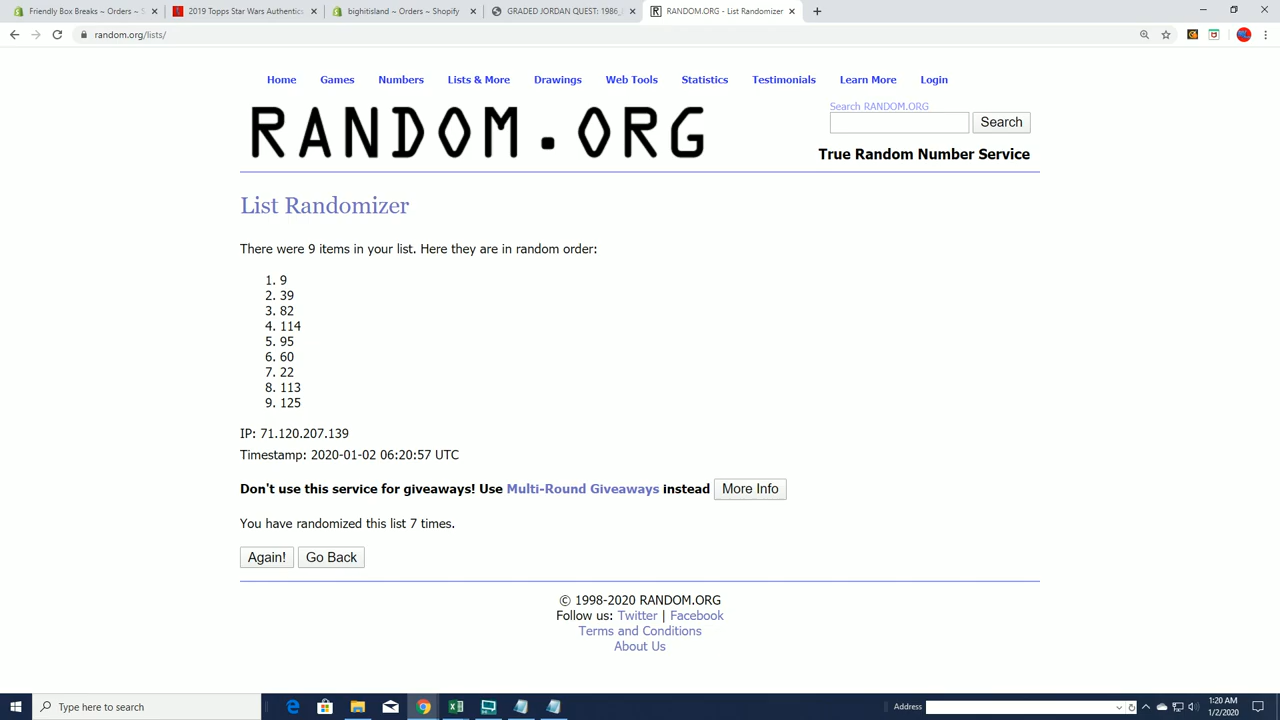 Friendly Box Breaks ~ Orders ~ S
2019 Topps Star Wars Authentic
bighitisland ~ Orders ~ Shopify
GRADED JORDAN QUEST: 1986_
RANDOM.ORG - List Randomizer
random.org/lists/
Home Games Numbers Lists & More Drawings Web Tools Statistics Testimonials Learn More Login
RANDOM.ORG
Search RANDOM.ORG
Search
True Random Number Service
List Randomizer
There were 9 items in your list. Here they are in random order:
1. 9
2. 39
3. 82
4. 114
5. 95
6. 60
7. 22
8. 113
9. 125
IP: 71.120.207.139
Timestamp: 2020-01-02 06:20:57 UTC
Don't use this service for giveaways! Use Multi-Round Giveaways instead More Info
You have randomized this list 7 times.
Again! Go Back
© 1998-2020 RANDOM.ORG
Follow us: Twitter | Facebook
Terms and Conditions
About Us
Type here to search
Address
1:20 AM
1/2/2020